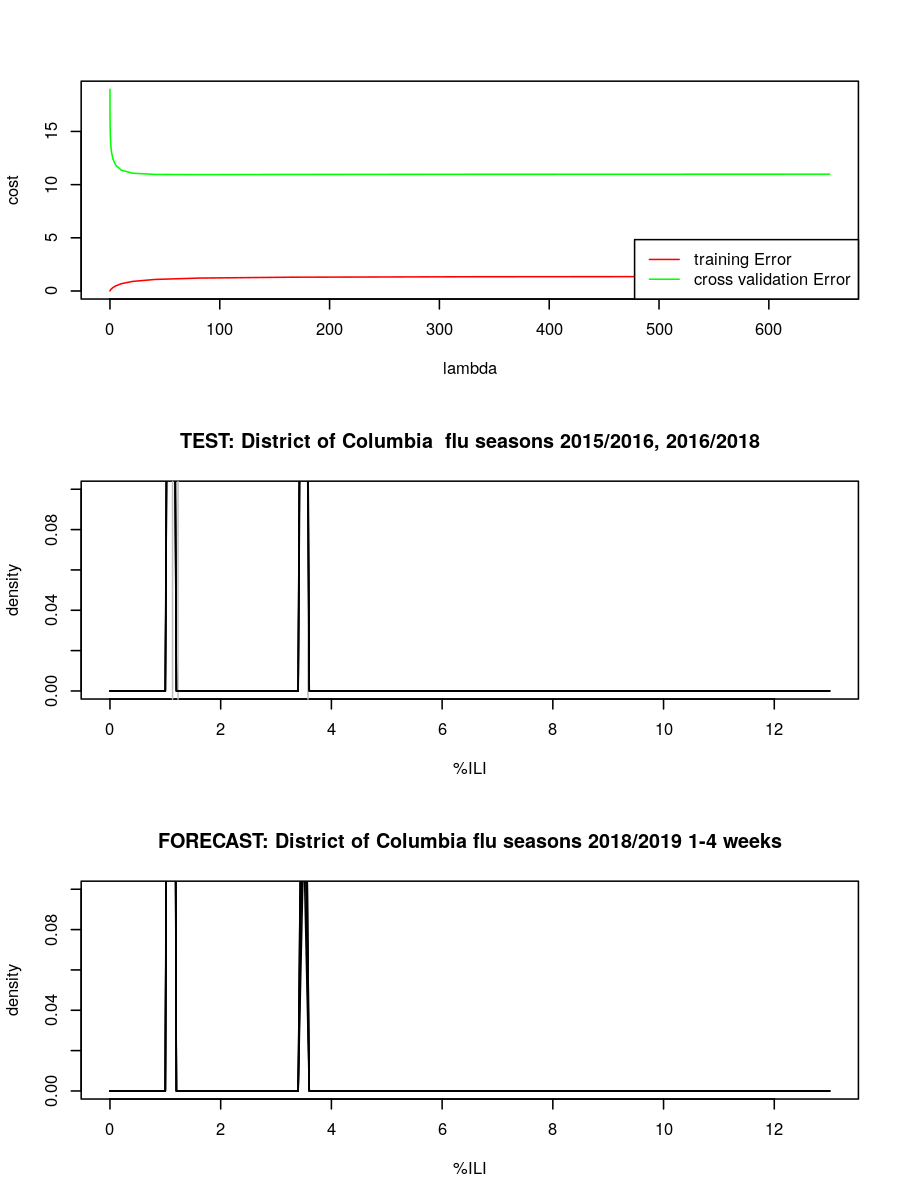 15
10
5
0
cost
training Error
cross validation Error
0 100 200 300 400 500 600
lambda
TEST: District of Columbia  flu seasons 2015/2016, 2016/2018
0.08
0.04
0.00
density
0 2 4 6 8 10 12
%ILI
FORECAST: District of Columbia flu seasons 2018/2019 1-4 weeks
0.08
0.04
0.00
density
0 2 4 6 8 10 12
%ILI